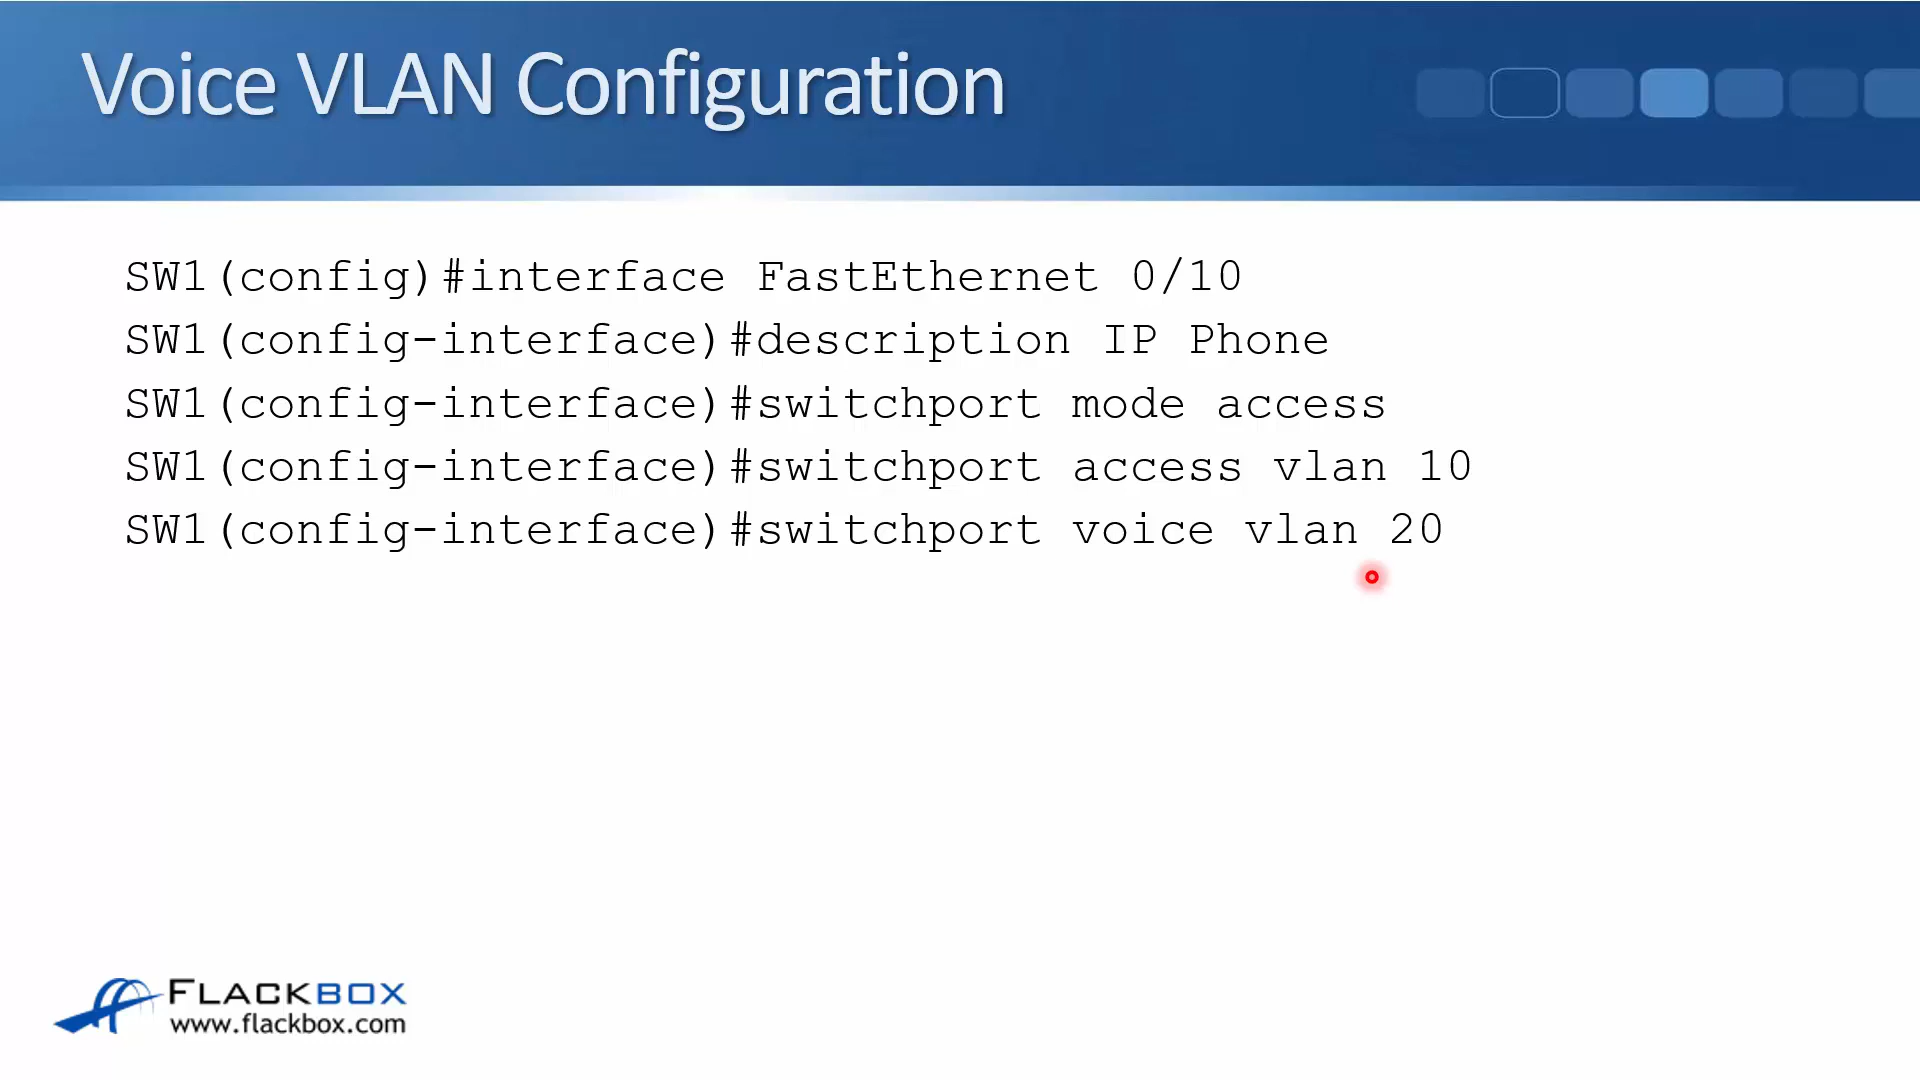 Voice VLAN Configuration
SW1(config)#interface FastEthernet 0/10
SW1(config-interface)#description IP Phone
SW1(config-interface)#switchport mode access
SW1(config-interface)#switchport access vlan 10
SW1(config-interface)#switchport voice vlan 20
FLACKBOX
www.flackbox.com